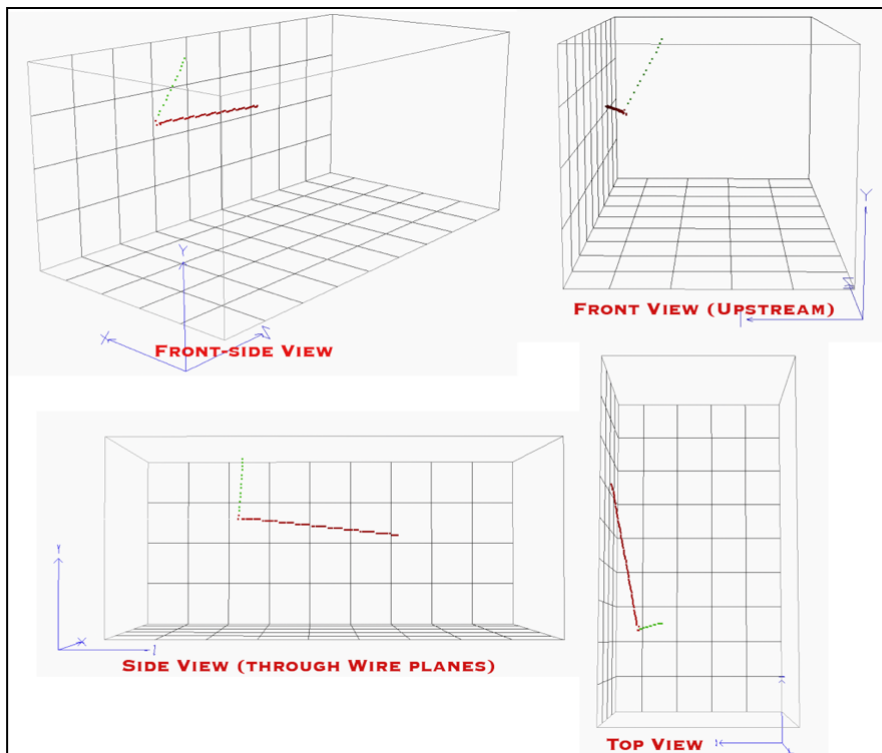 Y
X
Z
FRONT-SIDE VIEW
Y
Z
FRONT VIEW (UPSTREAM)
Y
X
SIDE VIEW (THROUGH WIRE PLANES)
TOP VIEW